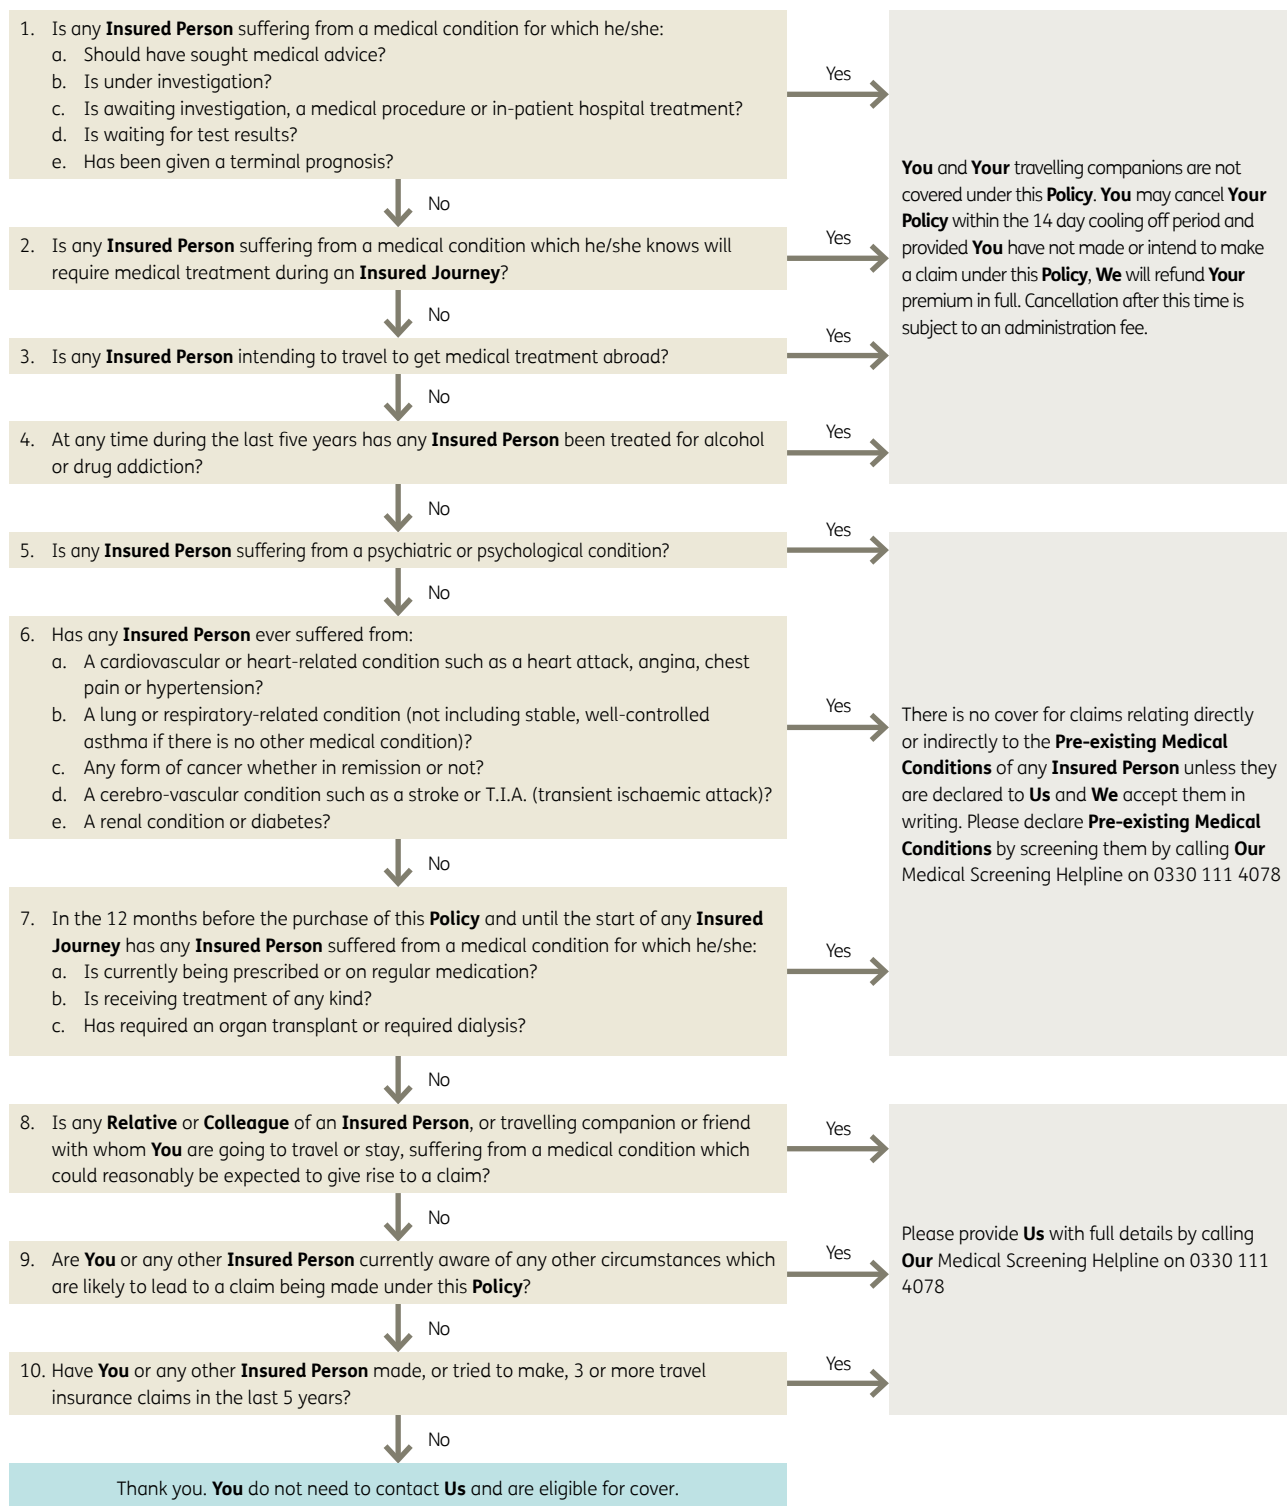 1. Is any Insured Person suffering from a medical condition for which he/she:
a. Should have sought medical advice?
b. Is under investigation?
c. Is awaiting investigation, a medical procedure or in-patient hospital treatment?
d. Is waiting for test results?
e. Has been given a terminal prognosis?
Yes
No
2. Is any Insured Person suffering from a medical condition which he/she knows will
require medical treatment during an Insured Journey?
Yes
No
3. Is any Insured Person intending to travel to get medical treatment abroad?
Yes
No
4. At any time during the last five years has any Insured Person been treated for alcohol
or drug addiction?
Yes
You and Your travelling companions are not
covered under this Policy. You may cancel Your
Policy within the 14 day cooling off period and
provided You have not made or intend to make
a claim under this Policy, We will refund Your
premium in full. Cancellation after this time is
subject to an administration fee.
No
5. Is any Insured Person suffering from a psychiatric or psychological condition?
Yes
No
6. Has any Insured Person ever suffered from:
a. A cardiovascular or heart-related condition such as a heart attack, angina, chest
pain or hypertension?
b. A lung or respiratory-related condition (not including stable, well-controlled
asthma if there is no other medical condition)?
c. Any form of cancer whether in remission or not?
d. A cerebro-vascular condition such as a stroke or T.I.A. (transient ischaemic attack)?
e. A renal condition or diabetes?
Yes
No
7. In the 12 months before the purchase of this Policy and until the start of any Insured
Journey has any Insured Person suffered from a medical condition for which he/she:
a. Is currently being prescribed or on regular medication?
b. Is receiving treatment of any kind?
c. Has required an organ transplant or required dialysis?
Yes
There is no cover for claims relating directly
or indirectly to the Pre-existing Medical
Conditions of any Insured Person unless they
are declared to Us and We accept them in
writing. Please declare Pre-existing Medical
Conditions by screening them by calling Our
Medical Screening Helpline on 0330 111 4078
No
8. Is any Relative or Colleague of an Insured Person, or travelling companion or friend
with whom You are going to travel or stay, suffering from a medical condition which
could reasonably be expected to give rise to a claim?
Yes
No
9. Are You or any other Insured Person currently aware of any other circumstances which
are likely to lead to a claim being made under this Policy?
Yes
No
10. Have You or any other Insured Person made, or tried to make, 3 or more travel
insurance claims in the last 5 years?
Yes
Please provide Us with full details by calling
Our Medical Screening Helpline on 0330 111
4078
No
Thank you. You do not need to contact Us and are eligible for cover.